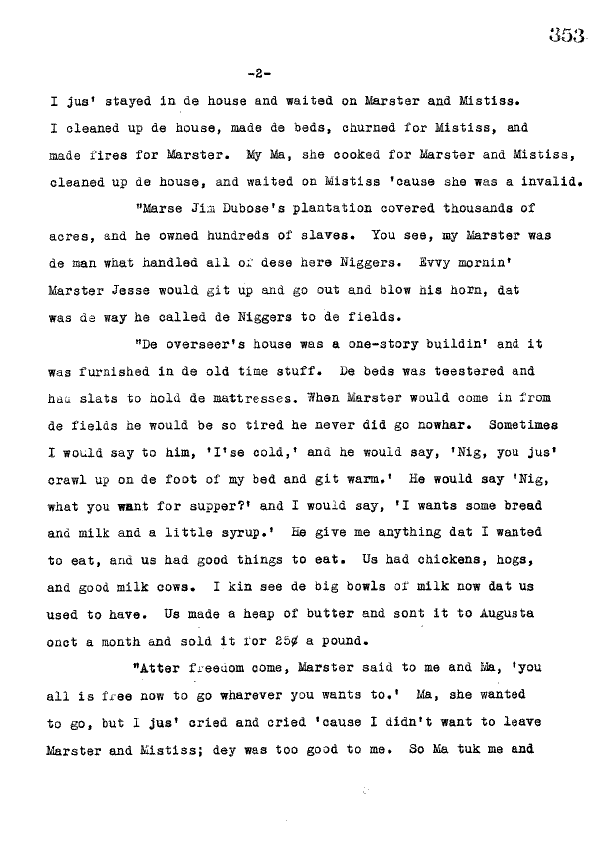 353
-2-
I jus' stayed in de house and waited on Marster and Mistiss.
I cleaned up de house, made de beds, churned for Mistiss, and
made fires for Marster. My Ma, she cooked for Marster and Mistiss,
cleaned up de house, and waited on Mistiss 'cause she was a invalid.
"Marse Jim Dubose's plantation covered thousands of
acres, and he owned hundreds of slaves. You see, my Marster was
de man what handled all of dese here Niggers. Evvy mornin'
Marster Jesse would git up and go out and blow his horn, dat
was de way he called de Niggers to de fields.
"De overseer's house was a one-story buildin' and it
was furnished in de old time stuff. De beds was teestered and
had slats to hold de mattresses. When Marster would come in from
de fields he would be so tired he never did go nowhar. Sometimes
I would say to him, 'I'se cold,' and he would say, 'Nig, you jus'
crawl up on de foot of my bed and git warm.' He would say 'Nig,
what you want for supper?' and I would say, 'I wants some bread
and milk and a little syrup.' He give me anything dat I wanted
to eat, and us had good things to eat. Us had chickens, hogs,
and good milk cows. I kin see de big bowls of milk now dat us
used to have. Us made a heap of butter and sont it to Augusta
onct a month and sold it for 25¢ a pound.
"Atter freedom come, Marster said to me and Ma, 'you
all is free now to go wharever you wants to.' Ma, she wanted
to go, but I jus' cried and cried 'cause I didn't want to leave
Marster and Mistiss; dey was too good to me. So Ma tuk me and